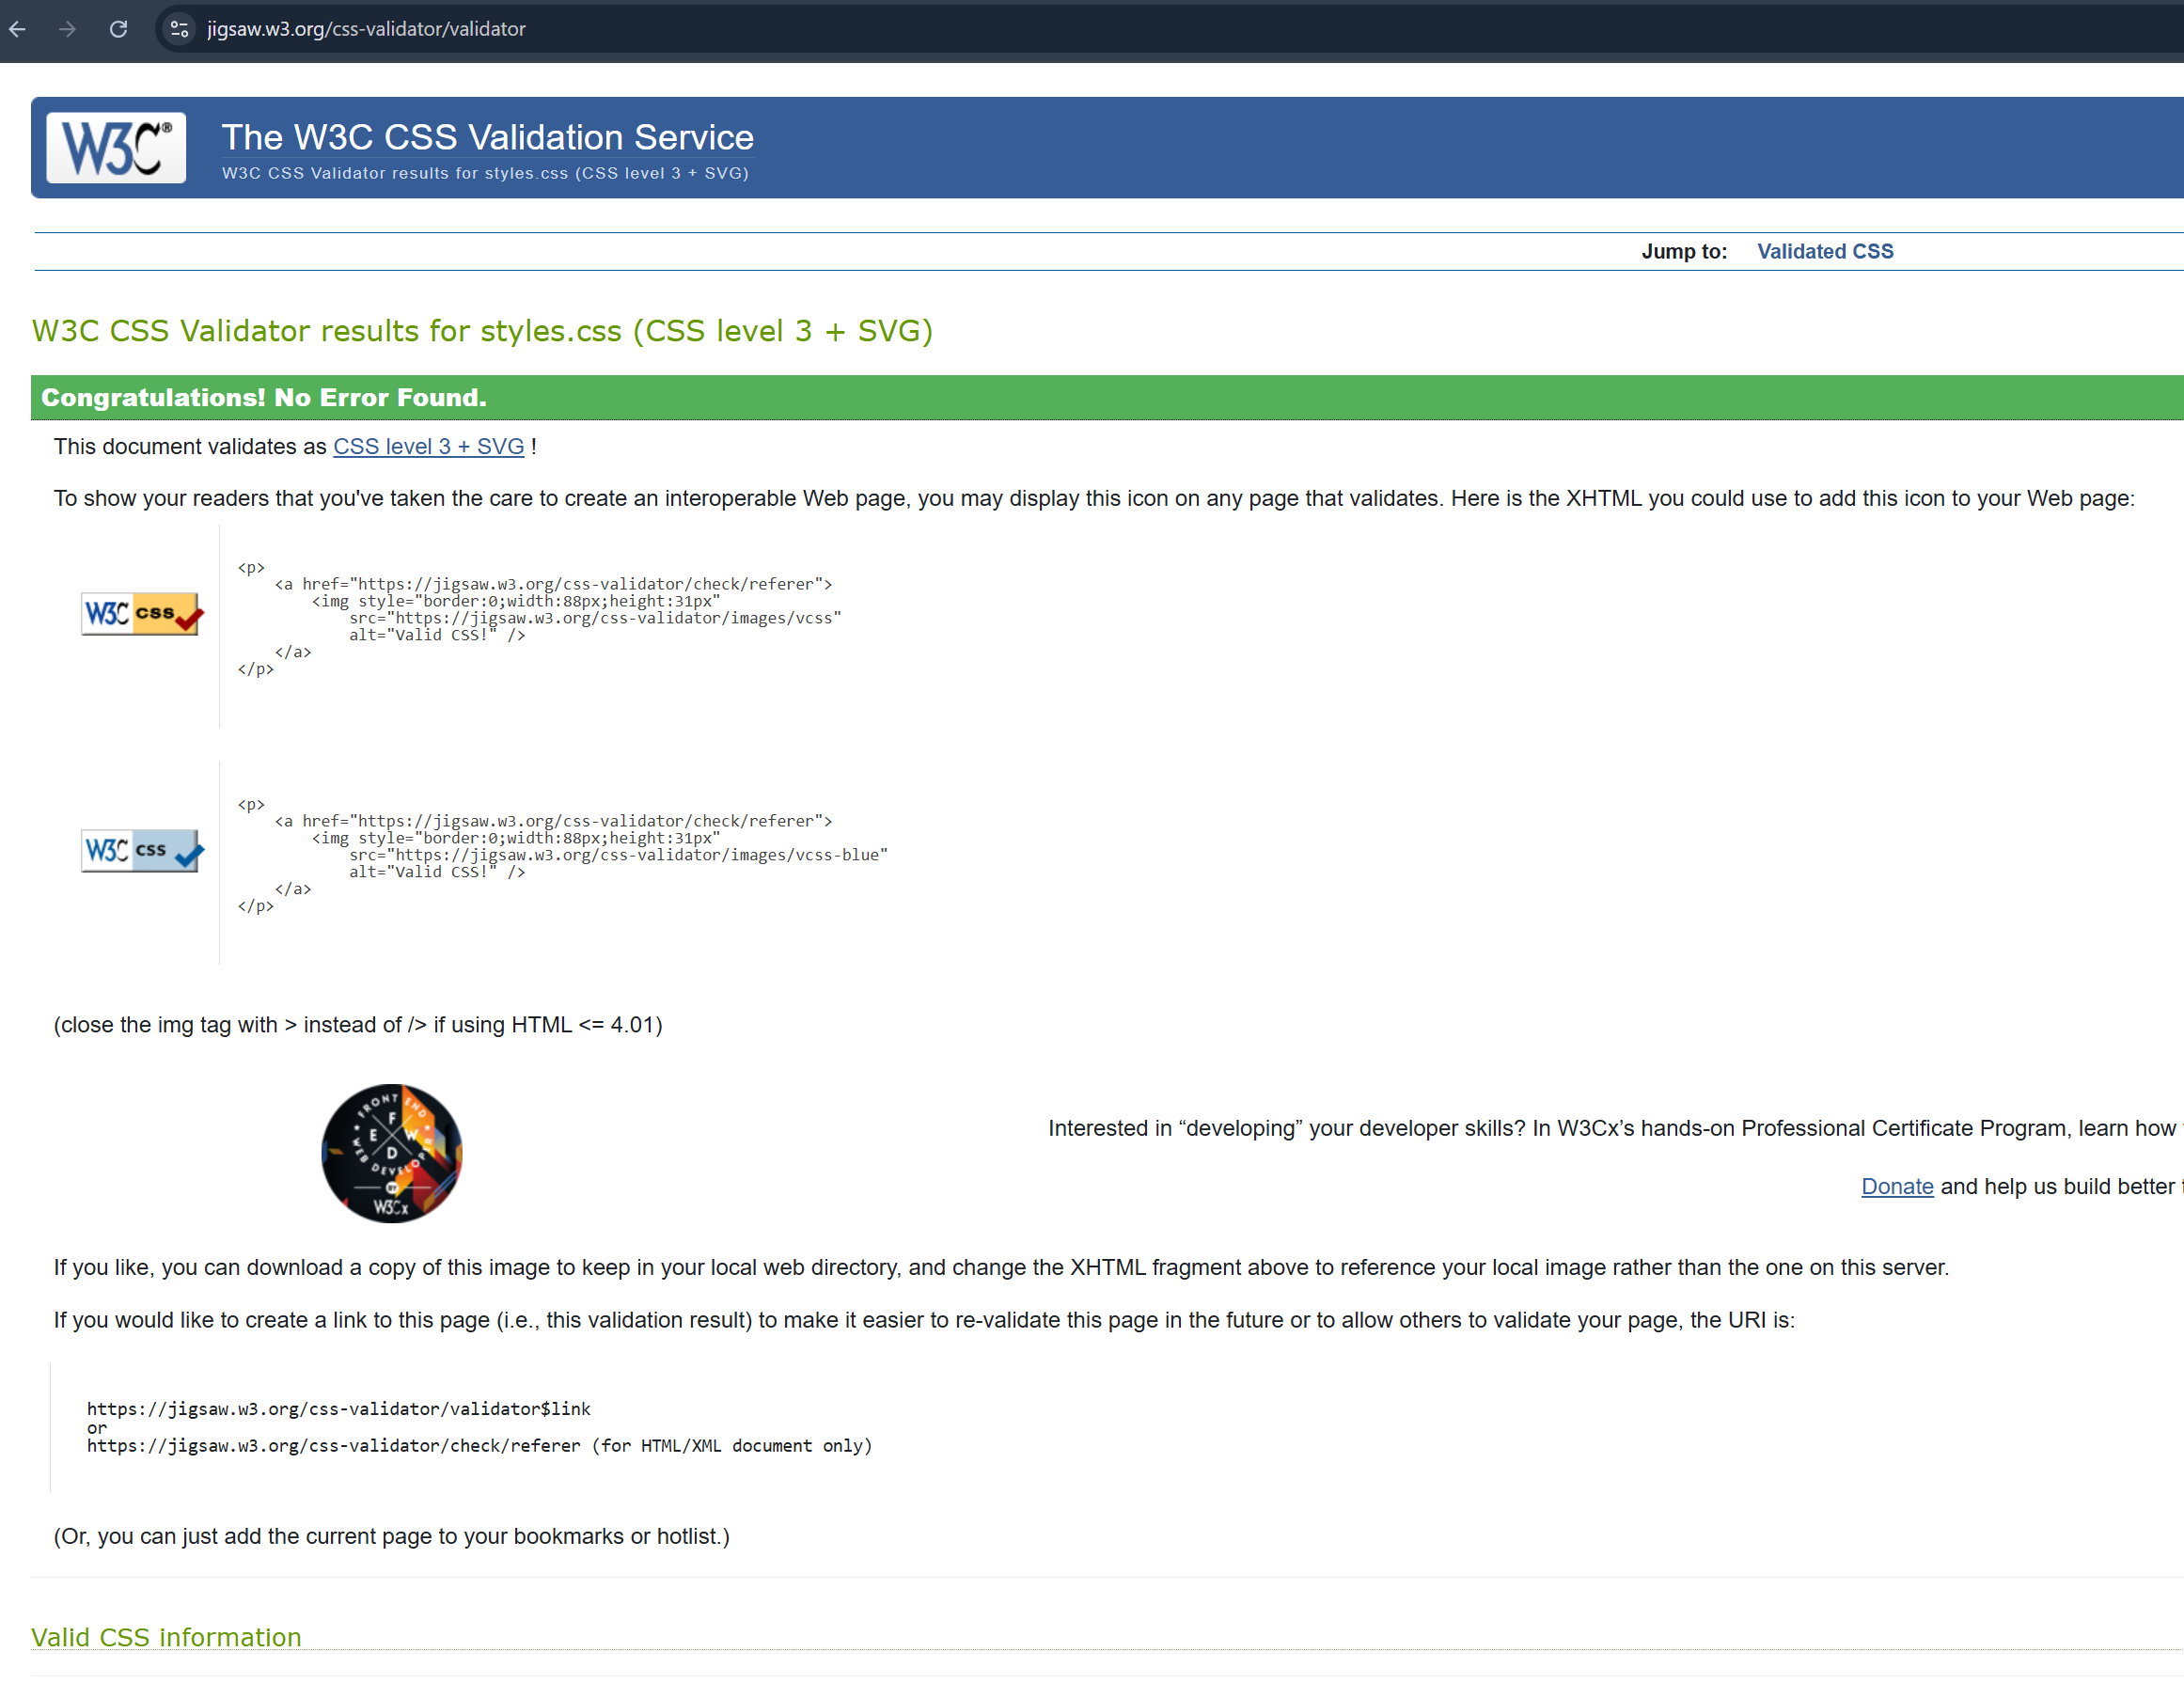 jigsaw.w3.org/css-validator/validator
W3C®
The W3C CSS Validation Service
W3C CSS Validator results for styles.css (CSS level 3 + SVG)
Jump to: Validated CSS
W3C CSS Validator results for styles.css (CSS level 3 + SVG)
Congratulations! No Error Found.
This document validates as CSS level 3 + SVG !
To show your readers that you've taken the care to create an interoperable Web page, you may display this icon on any page that validates. Here is the XHTML you could use to add this icon to your Web page:
W3C css
<p>
<a href="https://jigsaw.w3.org/css-validator/check/referer">
<img style="border:0;width:88px;height:31px"
src="https://jigsaw.w3.org/css-validator/images/vcss"
alt="Valid CSS!" />
</a>
</p>
W3C css
<p>
<a href="https://jigsaw.w3.org/css-validator/check/referer">
<img style="border:0;width:88px;height:31px"
src="https://jigsaw.w3.org/css-validator/images/vcss-blue"
alt="Valid CSS!" />
</a>
</p>
(close the img tag with > instead of /> if using HTML <= 4.01)
FRONT END
F
E W
D
WEB DEVELOPER
BY
W3Cx
Interested in “developing” your developer skills? In W3Cx’s hands-on Professional Certificate Program, learn how
Donate and help us build better
If you like, you can download a copy of this image to keep in your local web directory, and change the XHTML fragment above to reference your local image rather than the one on this server.
If you would like to create a link to this page (i.e., this validation result) to make it easier to re-validate this page in the future or to allow others to validate your page, the URI is:
https://jigsaw.w3.org/css-validator/validator$link
or
https://jigsaw.w3.org/css-validator/check/referer (for HTML/XML document only)
(Or, you can just add the current page to your bookmarks or hotlist.)
Valid CSS information